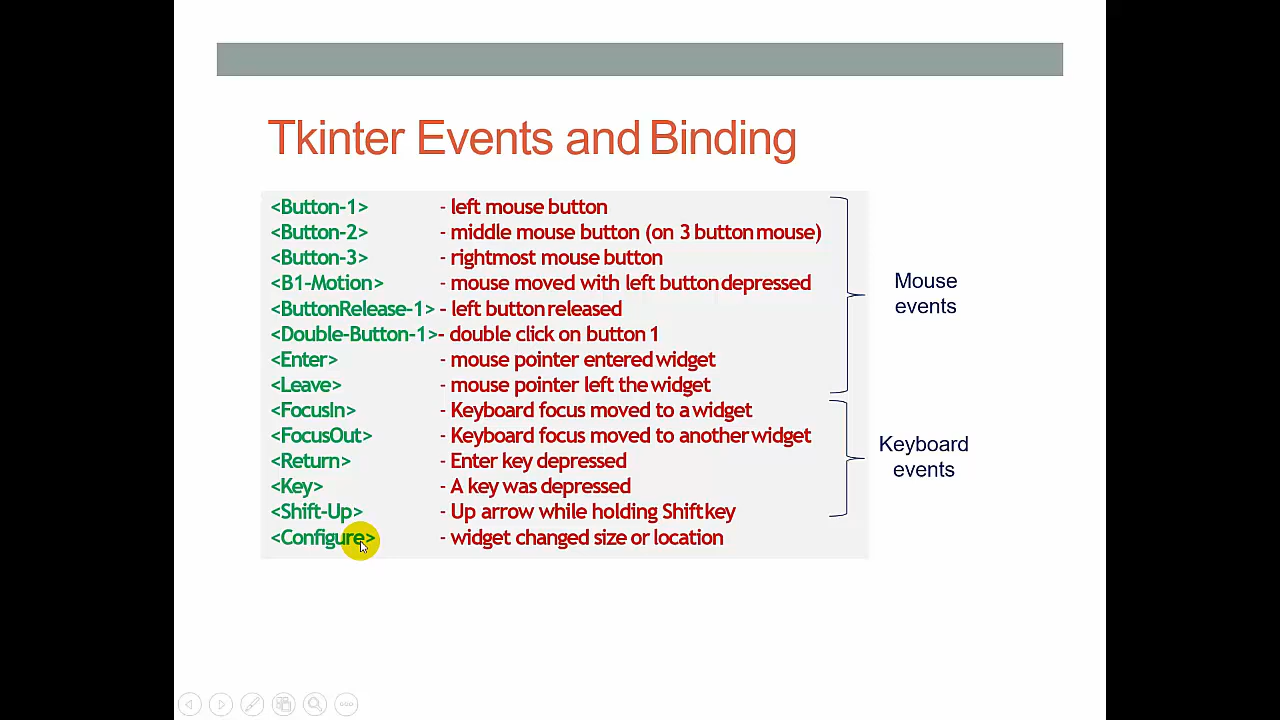 Tkinter Events and Binding
<Button-1> - left mouse button
<Button-2> - middle mouse button (on 3 button mouse)
<Button-3> - rightmost mouse button
<B1-Motion> - mouse moved with left button depressed
<ButtonRelease-1> - left button released
<Double-Button-1>- double click on button 1
<Enter> - mouse pointer entered widget
<Leave> - mouse pointer left the widget
<FocusIn> - Keyboard focus moved to a widget
<FocusOut> - Keyboard focus moved to another widget
<Return> - Enter key depressed
<Key> - A key was depressed
<Shift-Up> - Up arrow while holding Shift key
<Configure> - widget changed size or location
Mouse
events
Keyboard
events